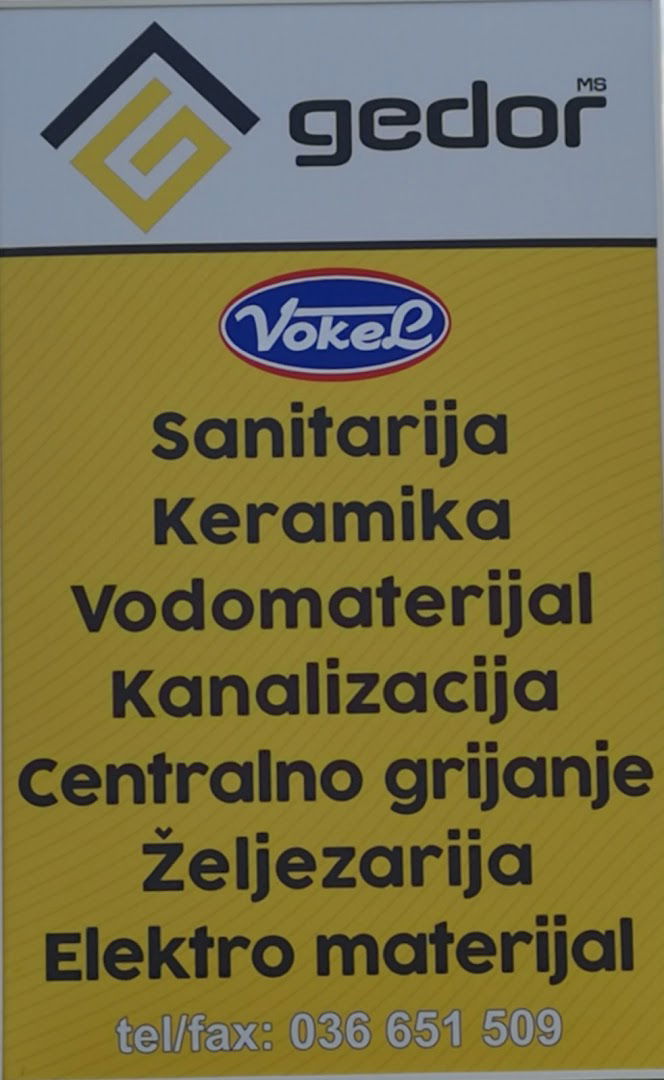 gedor MS
Vokel
Sanitarija
Keramika
Vodomaterijal
Kanalizacija
Centralno grijanje
Željezarija
Elektro materijal
tel/fax: 036 651 509